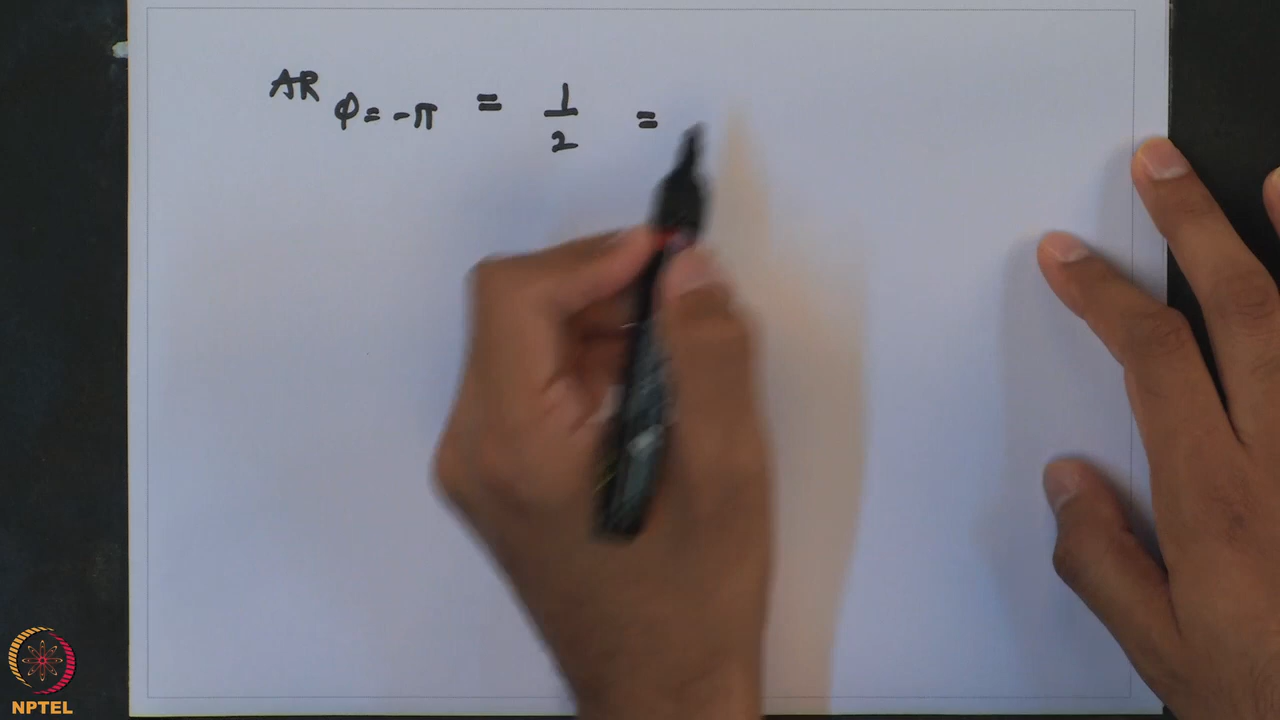 AR φ = -π = 1/2 =
NPTEL